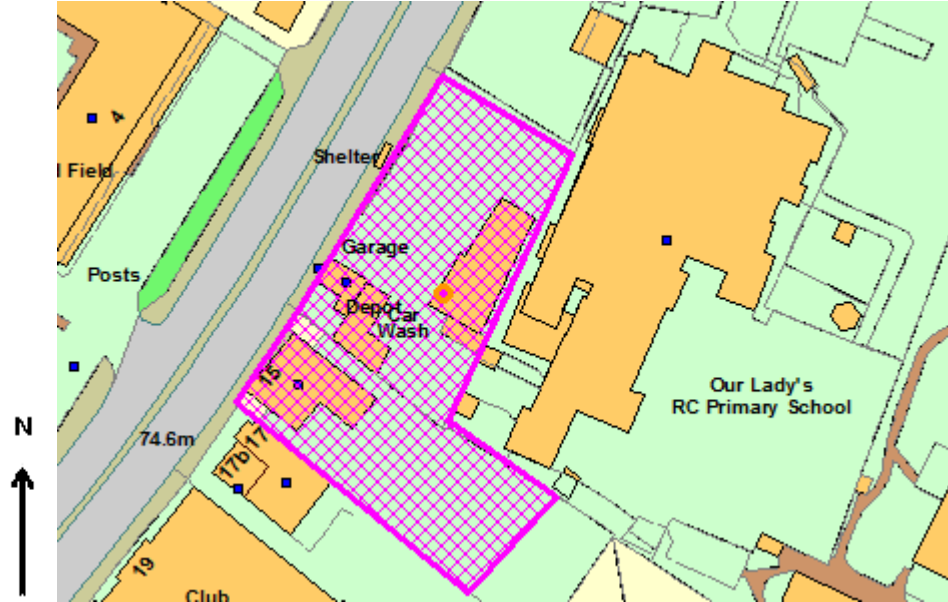 4
l Field
Shelter
Garage
Posts
Depot
Car
Wash
15
Our Lady's
RC Primary School
N
74.6m
17
17b
19
Club